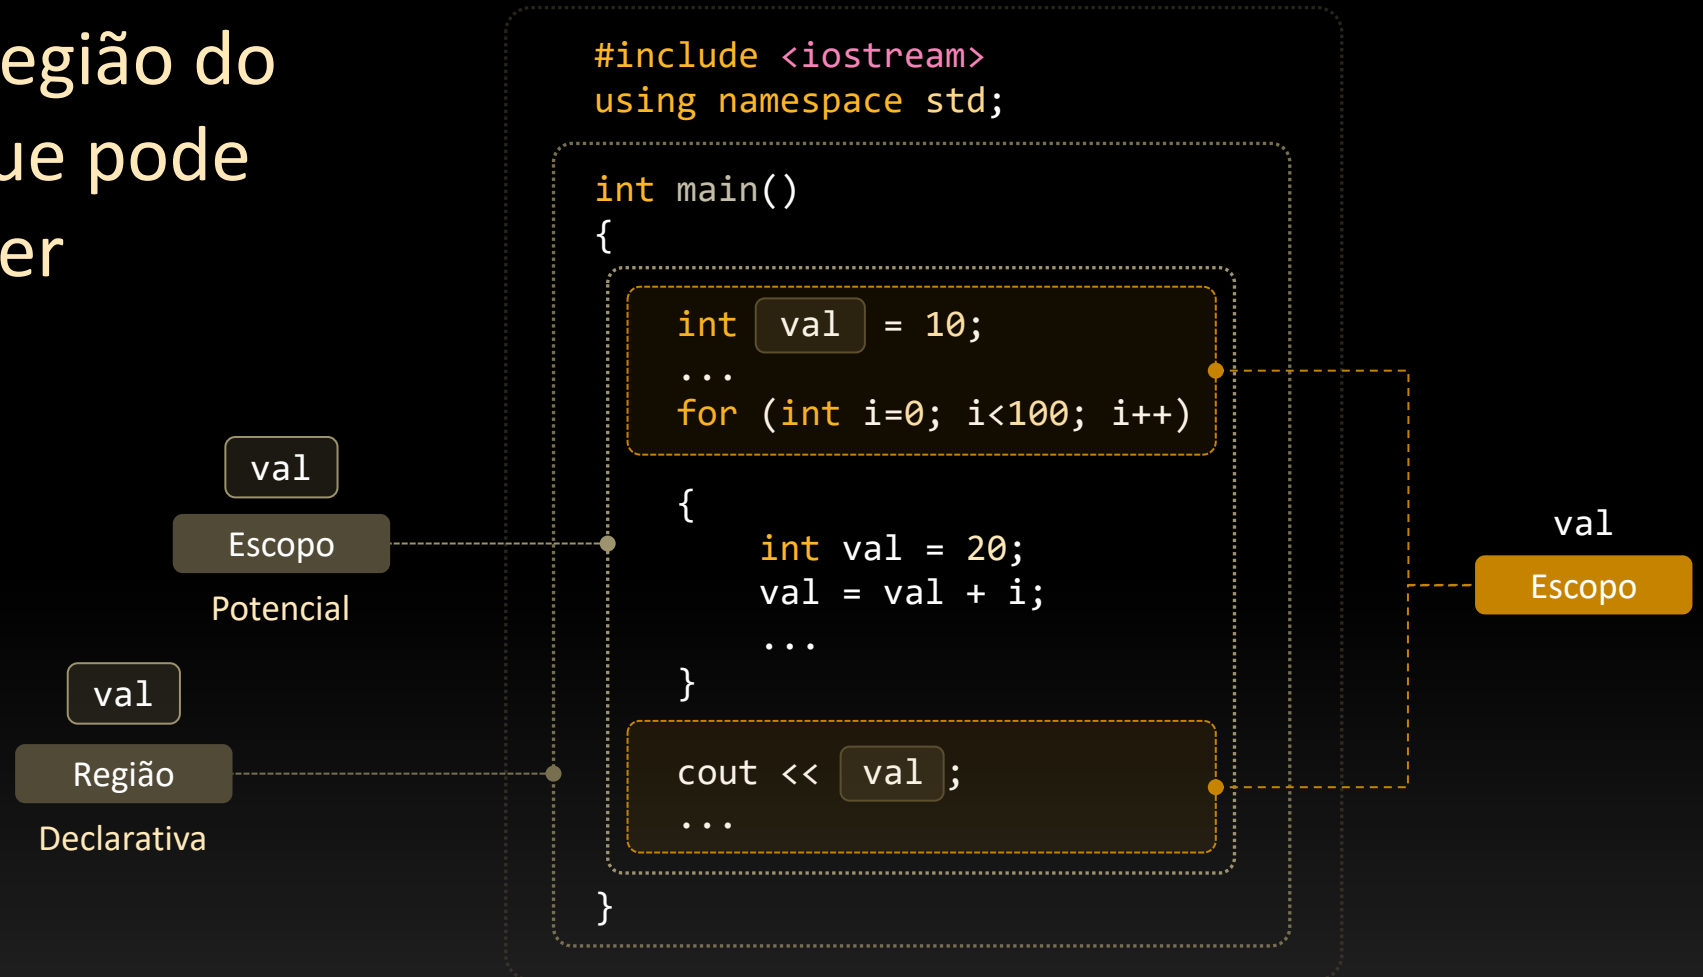 egião do
ue pode
er
#include <iostream>
using namespace std;
int main()
{
int val = 10;
...
for (int i=0; i<100; i++)
{
int val = 20;
val = val + i;
...
}
cout << val ;
...
}
val
Escopo
Potencial
val
Região
Declarativa
val
Escopo